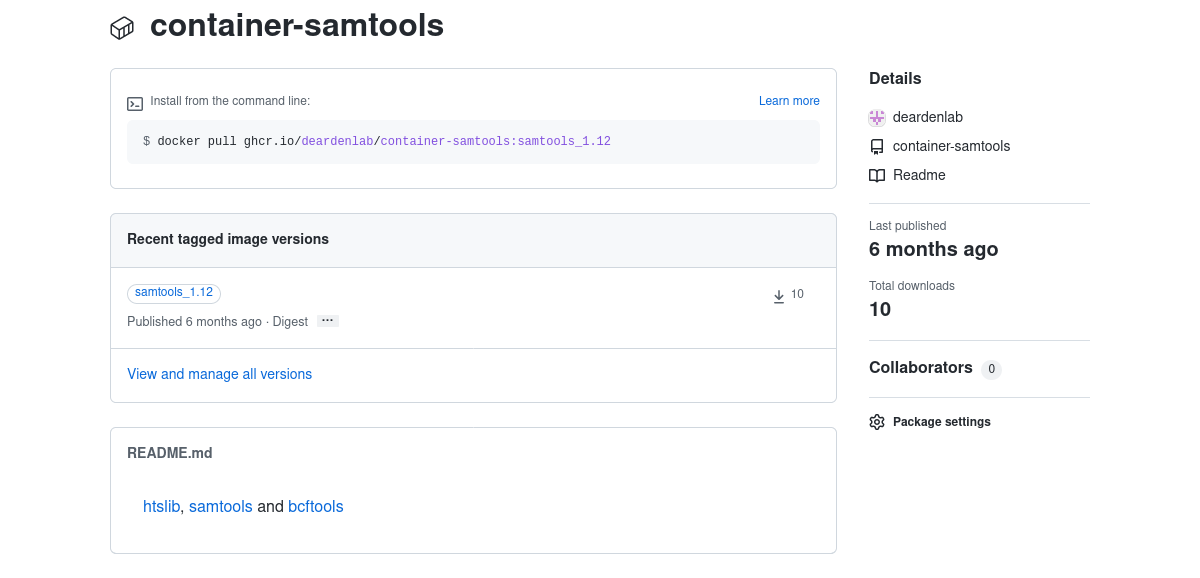 container-samtools
Install from the command line:
Learn more
$ docker pull ghcr.io/deardenlab/container-samtools:samtools_1.12
Recent tagged image versions
samtools_1.12
10
Published 6 months ago · Digest ···
View and manage all versions
README.md
htslib, samtools and bcftools
Details
deardenlab
container-samtools
Readme
Last published
6 months ago
Total downloads
10
Collaborators 0
Package settings